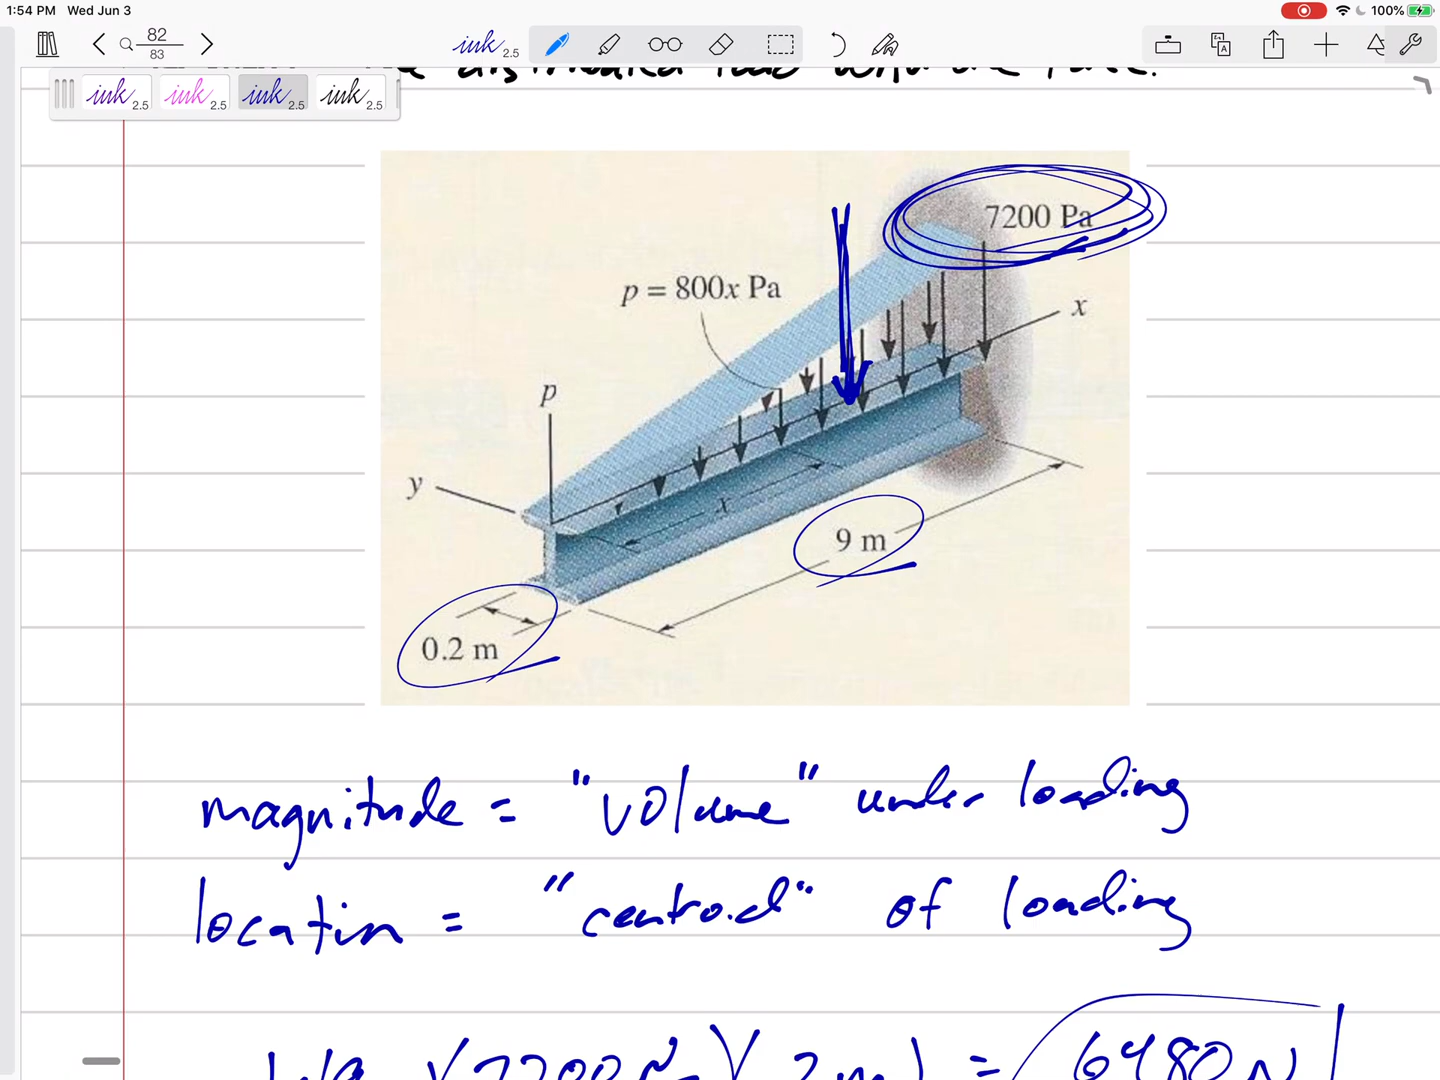 1:54 PM Wed Jun 3
100%
82
83
ink 2.5
ink 2.5 ink 2.5 ink 2.5 ink 2.5
7200 Pa
p = 800x Pa
x
p
y
x
9 m
0.2 m
magnitude = "volume" under loading
locatin = "centroid" of loading
= 6480 N